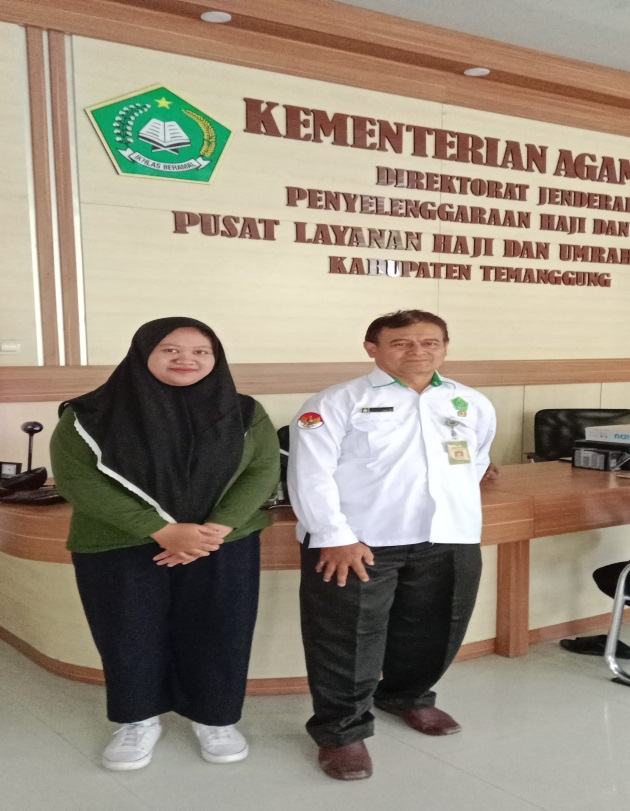 IKHLAS BERAMAL
KEMENTERIAN AGAM
DIREKTORAT JENDERAL
PENYELENGGARAAN HAJI DAN
PUSAT LAYANAN HAJI DAN UMRAH
KABUPATEN TEMANGGUNG